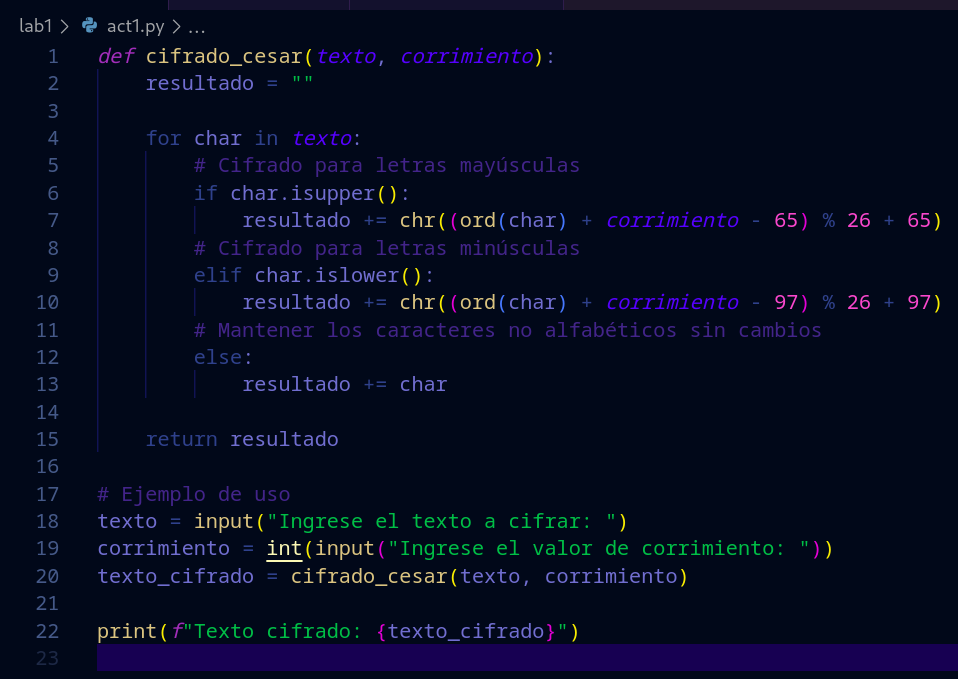 lab1 > act1.py > ...
1 def cifrado_cesar(texto, corrimiento):
2     resultado = ""
3
4     for char in texto:
5         # Cifrado para letras mayúsculas
6         if char.isupper():
7             resultado += chr((ord(char) + corrimiento - 65) % 26 + 65)
8         # Cifrado para letras minúsculas
9         elif char.islower():
10             resultado += chr((ord(char) + corrimiento - 97) % 26 + 97)
11         # Mantener los caracteres no alfabéticos sin cambios
12         else:
13             resultado += char
14
15     return resultado
16
17 # Ejemplo de uso
18 texto = input("Ingrese el texto a cifrar: ")
19 corrimiento = int(input("Ingrese el valor de corrimiento: "))
20 texto_cifrado = cifrado_cesar(texto, corrimiento)
21
22 print(f"Texto cifrado: {texto_cifrado}")
23